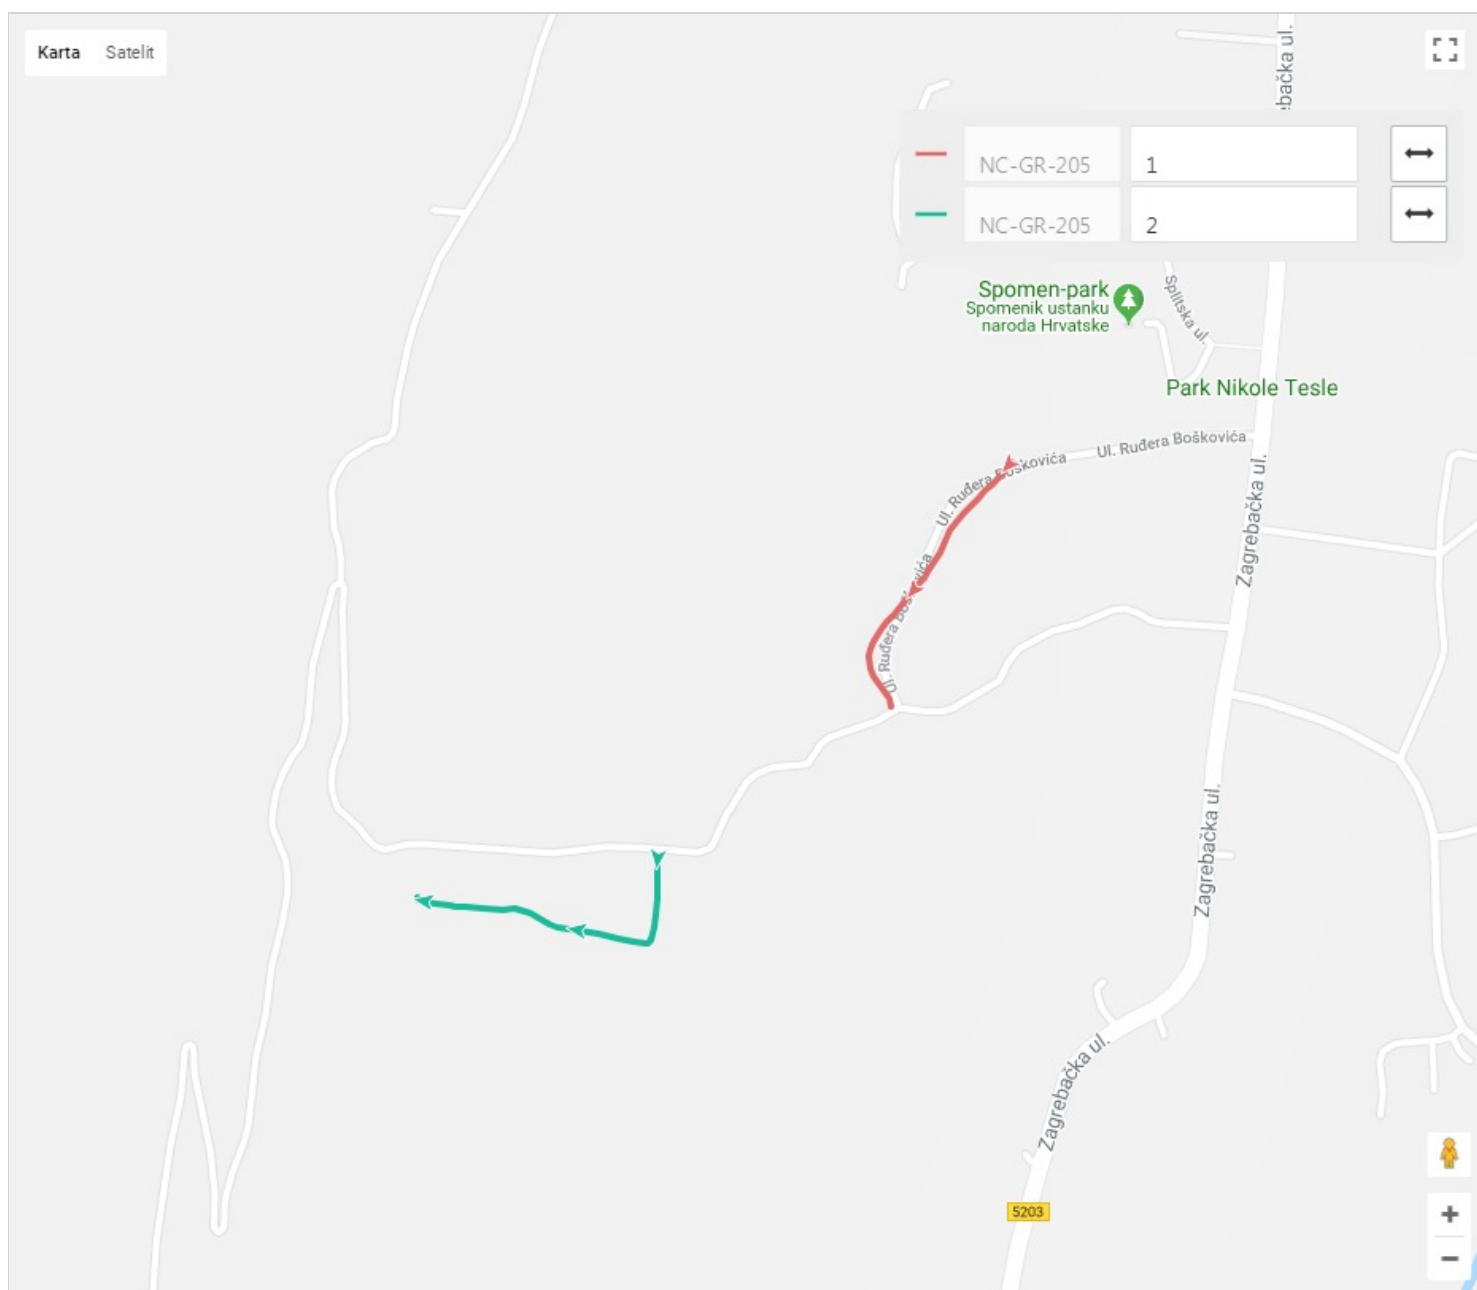 Karta Satelit
bačka ul.
NC-GR-205 1
NC-GR-205 2
Spomen-park
Spomenik ustanku
naroda Hrvatske
Splitska ul.
Park Nikole Tesle
Ul. Ruđera Boškovića
Ul. Ruđera Boškovića
Ul. Ruđera Boškovića
Zagrebačka ul.
Zagrebačka ul.
Zagrebačka ul.
5203